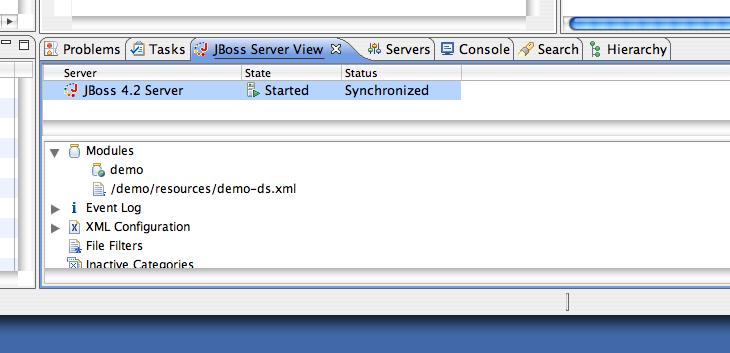 Problems Tasks JBoss Server View Servers Console Search Hierarchy
Server State Status
JBoss 4.2 Server Started Synchronized
Modules
demo
/demo/resources/demo-ds.xml
Event Log
XML Configuration
File Filters
Inactive Categories